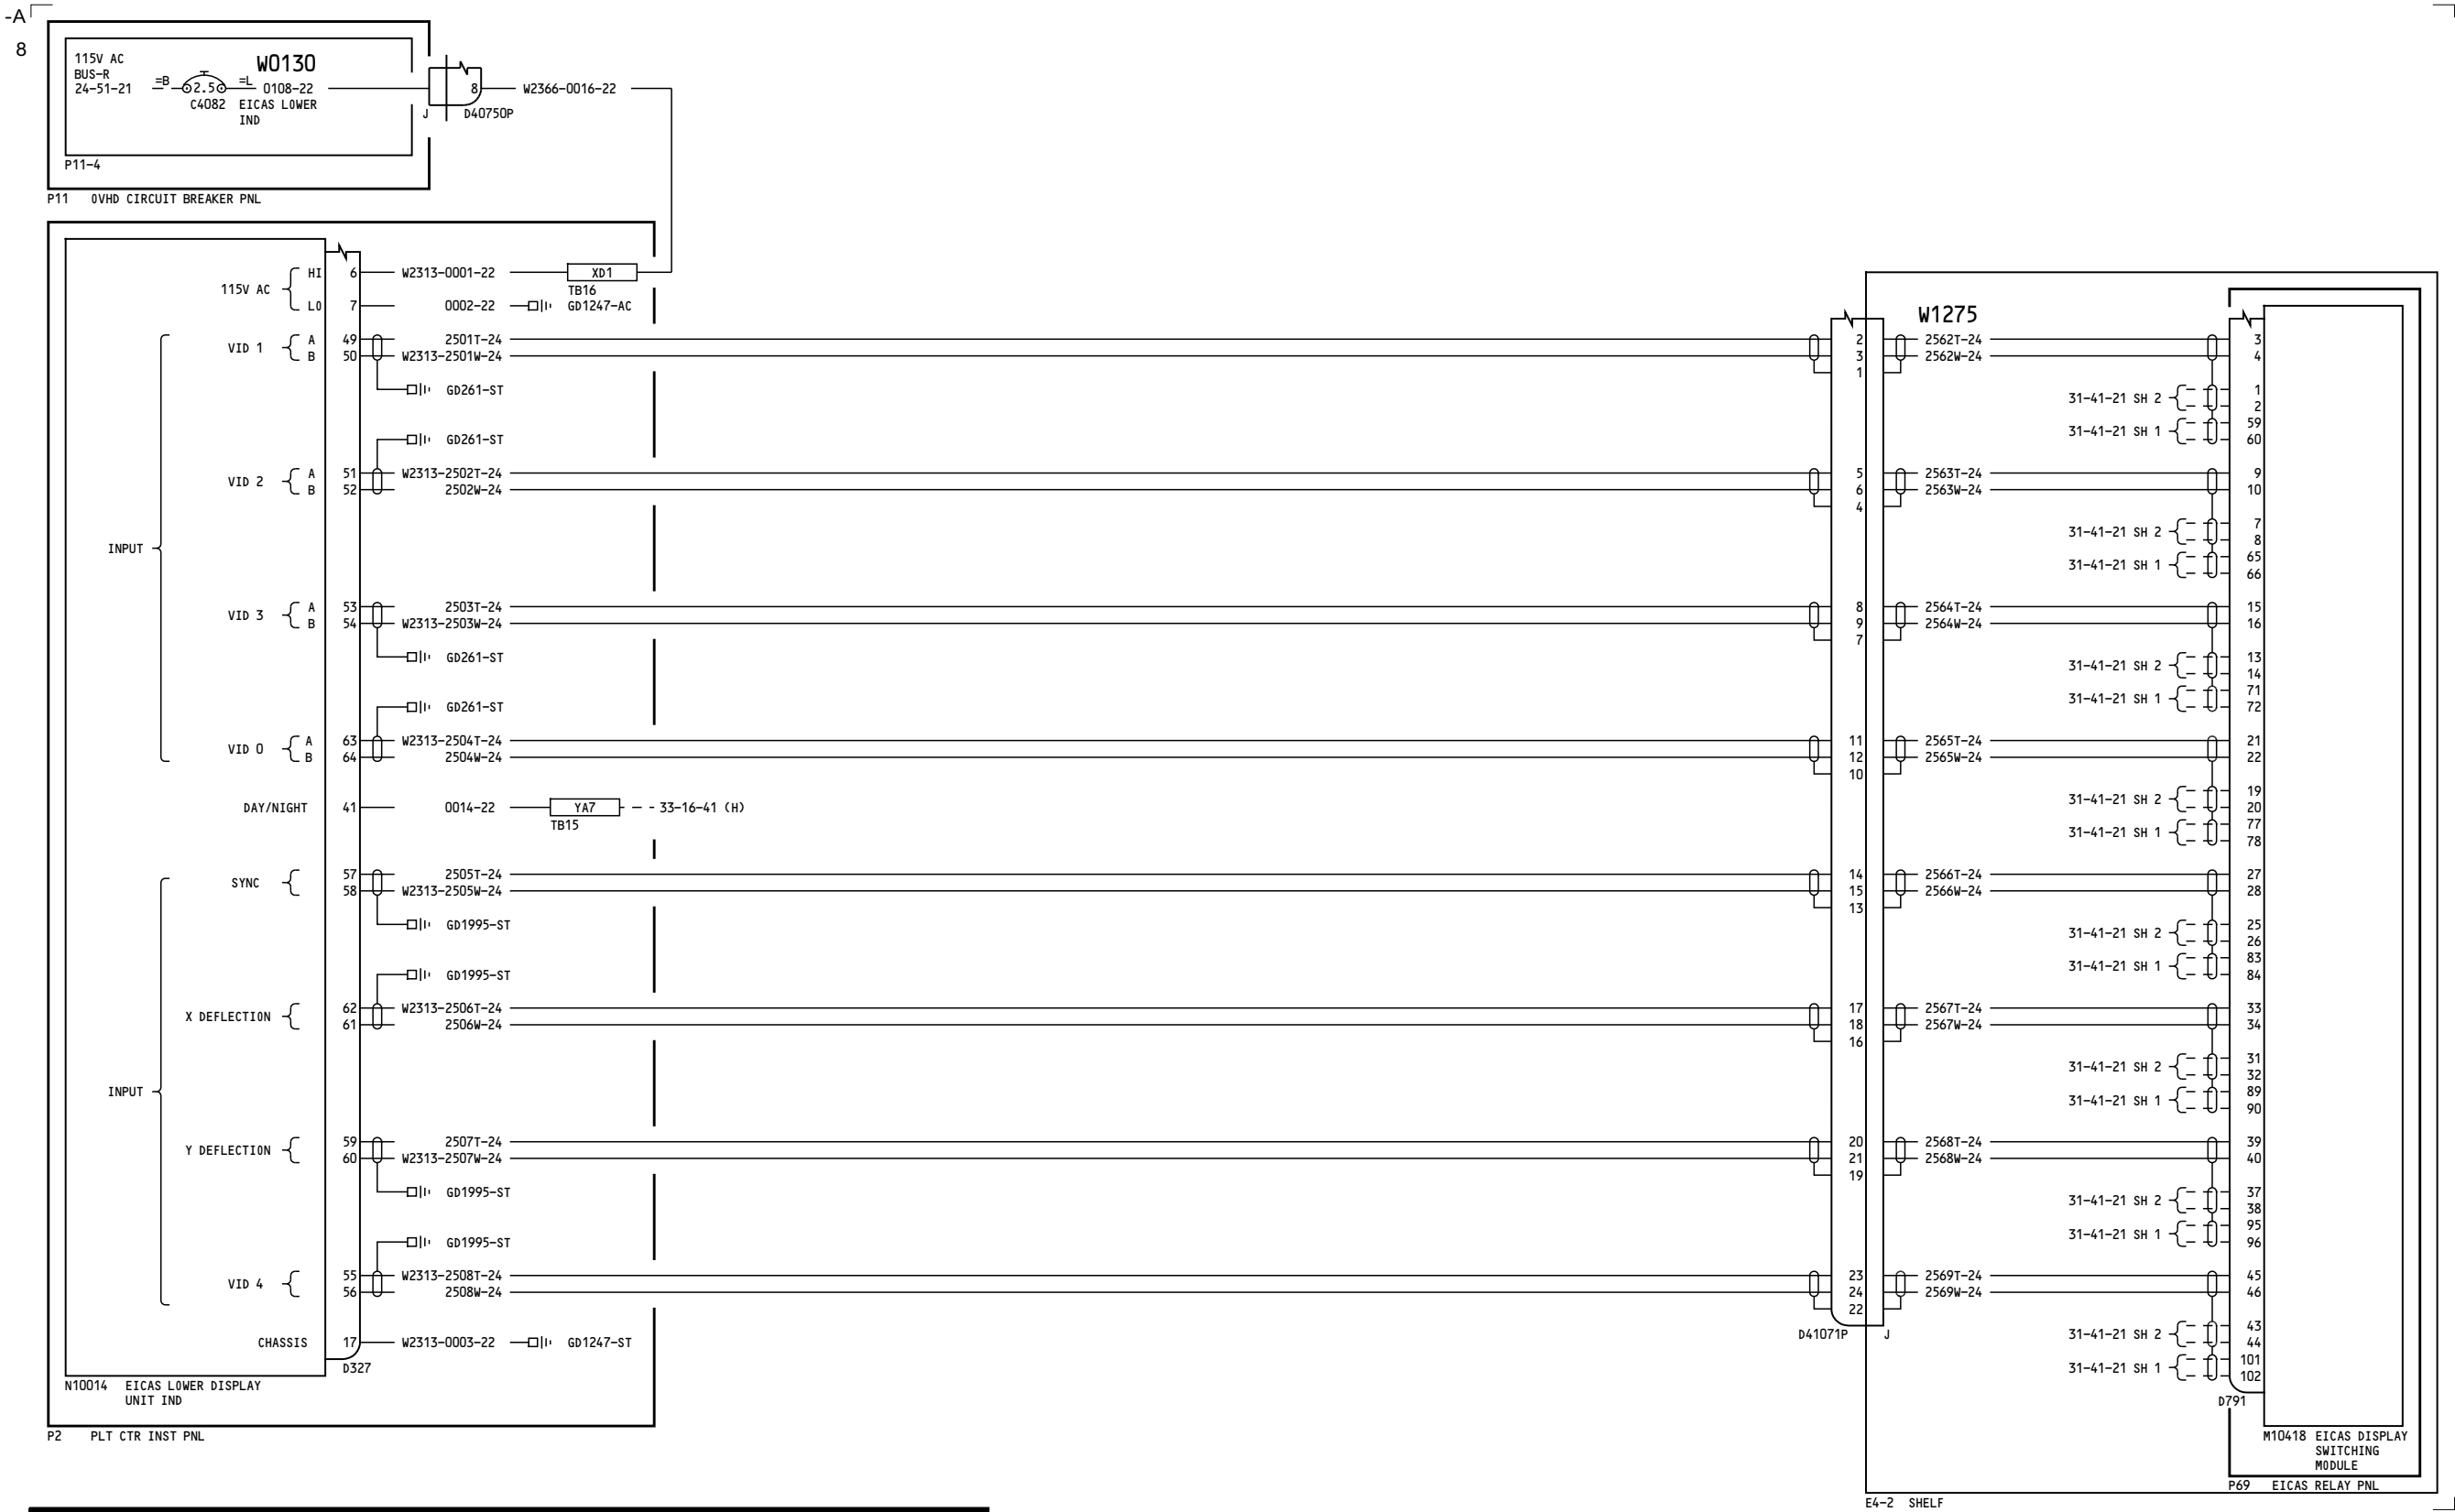 -A
8
115V AC
BUS-R
24-51-21
=B
2.5
=L
C4082
W0130
0108-22
EICAS LOWER
IND
J
8
D40750P
W2366-0016-22
P11-4
P11 OVHD CIRCUIT BREAKER PNL
115V AC
HI 6 W2313-0001-22 XD1
TB16
LO 7 0002-22 GD1247-AC
W1275
INPUT
VID 1
A 49 2501T-24 2 2562T-24 3
B 50 W2313-2501W-24 3 2562W-24 4
1
GD261-ST
31-41-21 SH 2 1
2
31-41-21 SH 1 59
60
GD261-ST
VID 2
A 51 W2313-2502T-24 5 2563T-24 9
B 52 2502W-24 6 2563W-24 10
4
31-41-21 SH 2 7
8
31-41-21 SH 1 65
66
VID 3
A 53 2503T-24 8 2564T-24 15
B 54 W2313-2503W-24 9 2564W-24 16
7
GD261-ST
31-41-21 SH 2 13
14
31-41-21 SH 1 71
72
GD261-ST
VID 0
A 63 W2313-2504T-24 11 2565T-24 21
B 64 2504W-24 12 2565W-24 22
10
31-41-21 SH 2 19
20
31-41-21 SH 1 77
78
DAY/NIGHT 41 0014-22 YA7 33-16-41 (H)
TB15
INPUT
SYNC
57 2505T-24 14 2566T-24 27
58 W2313-2505W-24 15 2566W-24 28
13
GD1995-ST
31-41-21 SH 2 25
26
31-41-21 SH 1 83
84
GD1995-ST
X DEFLECTION
62 W2313-2506T-24 17 2567T-24 33
61 2506W-24 18 2567W-24 34
16
31-41-21 SH 2 31
32
31-41-21 SH 1 89
90
Y DEFLECTION
59 2507T-24 20 2568T-24 39
60 W2313-2507W-24 21 2568W-24 40
19
GD1995-ST
31-41-21 SH 2 37
38
31-41-21 SH 1 95
96
GD1995-ST
VID 4
55 W2313-2508T-24 23 2569T-24 45
56 2508W-24 24 2569W-24 46
22
D41071P J
31-41-21 SH 2 43
44
31-41-21 SH 1 101
102
CHASSIS 17 W2313-0003-22 GD1247-ST
D327
D791
N10014 EICAS LOWER DISPLAY
UNIT IND
P2 PLT CTR INST PNL
M10418 EICAS DISPLAY
SWITCHING
MODULE
P69 EICAS RELAY PNL
E4-2 SHELF